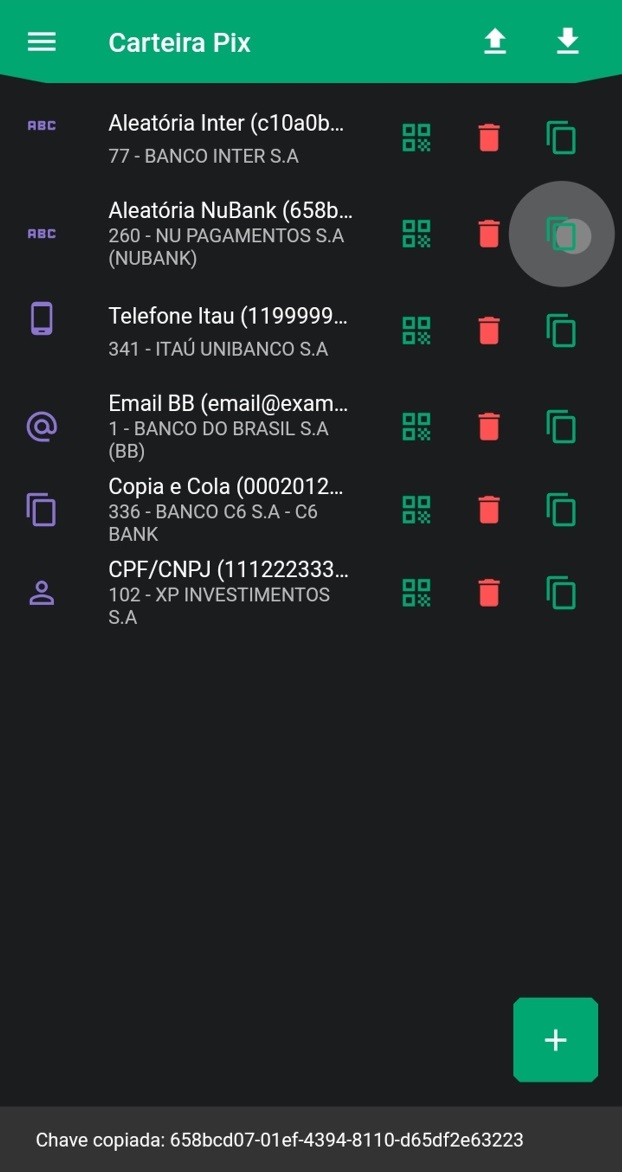 Carteira Pix
ABC
Aleatória Inter (c10a0b...
77 - BANCO INTER S.A
ABC
Aleatória NuBank (658b...
260 - NU PAGAMENTOS S.A
(NUBANK)
Telefone Itau (1199999...
341 - ITAÚ UNIBANCO S.A
Email BB (email@exam...
1 - BANCO DO BRASIL S.A
(BB)
Copia e Cola (0002012...
336 - BANCO C6 S.A - C6
BANK
CPF/CNPJ (111222333...
102 - XP INVESTIMENTOS
S.A
Chave copiada: 658bcd07-01ef-4394-8110-d65df2e63223